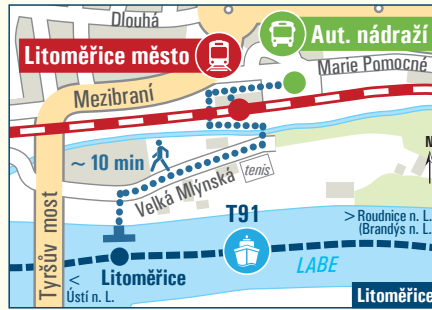 Dlouhá
Litoměřice město
Aut. nádraží
Marie Pomocné
Mezibraní
~ 10 min
N
Velká Mlýnská
tenis
Tyršův most
T91
> Roudnice n. L.
(Brandýs n. L.
Litoměřice
LABE
<
Ústí n. L.
Litoměřice